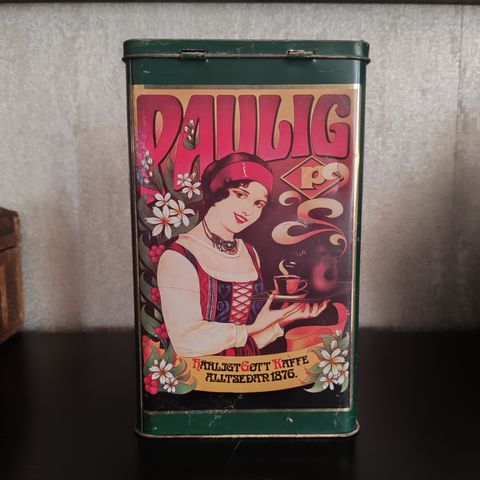 PAULIG
P
HÄRLIGT GOTT KAFFE
ALLTSEDAN 1876.